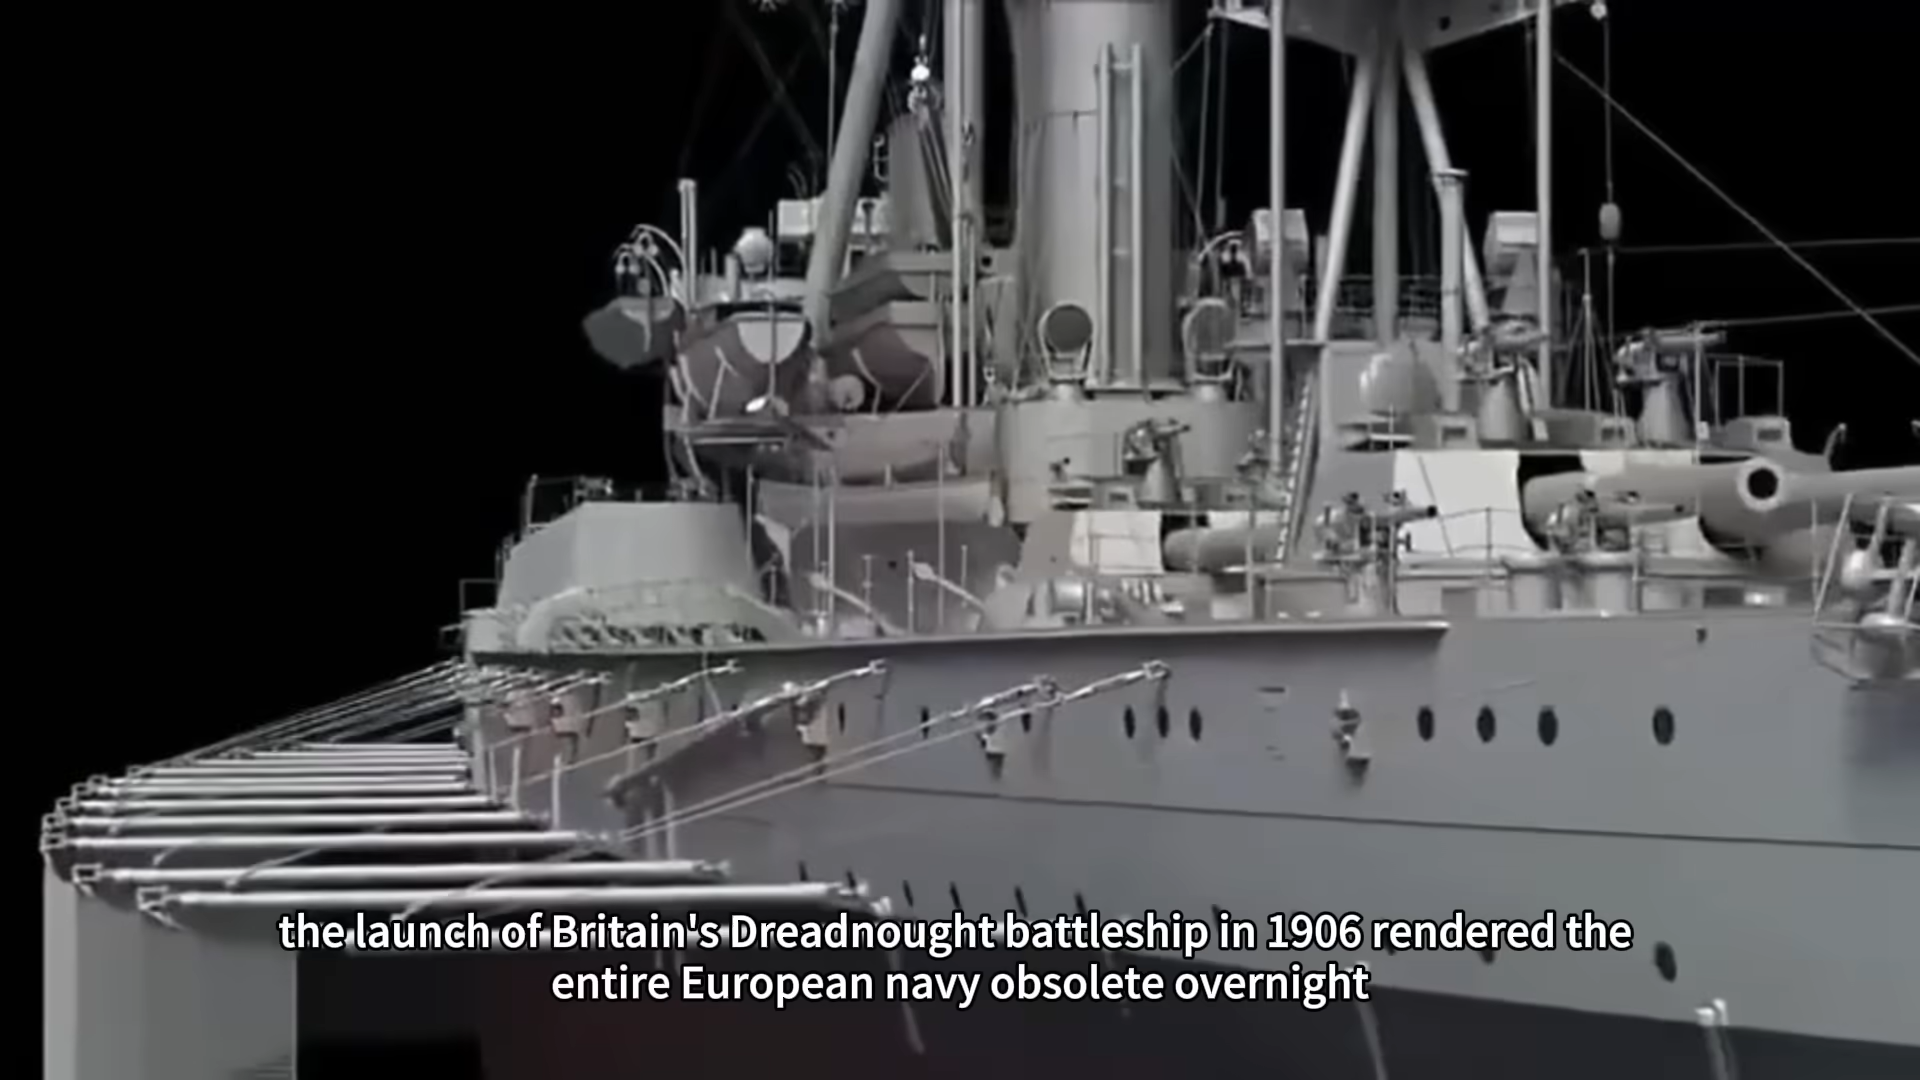 the launch of Britain's Dreadnought battleship in 1906 rendered the
entire European navy obsolete overnight